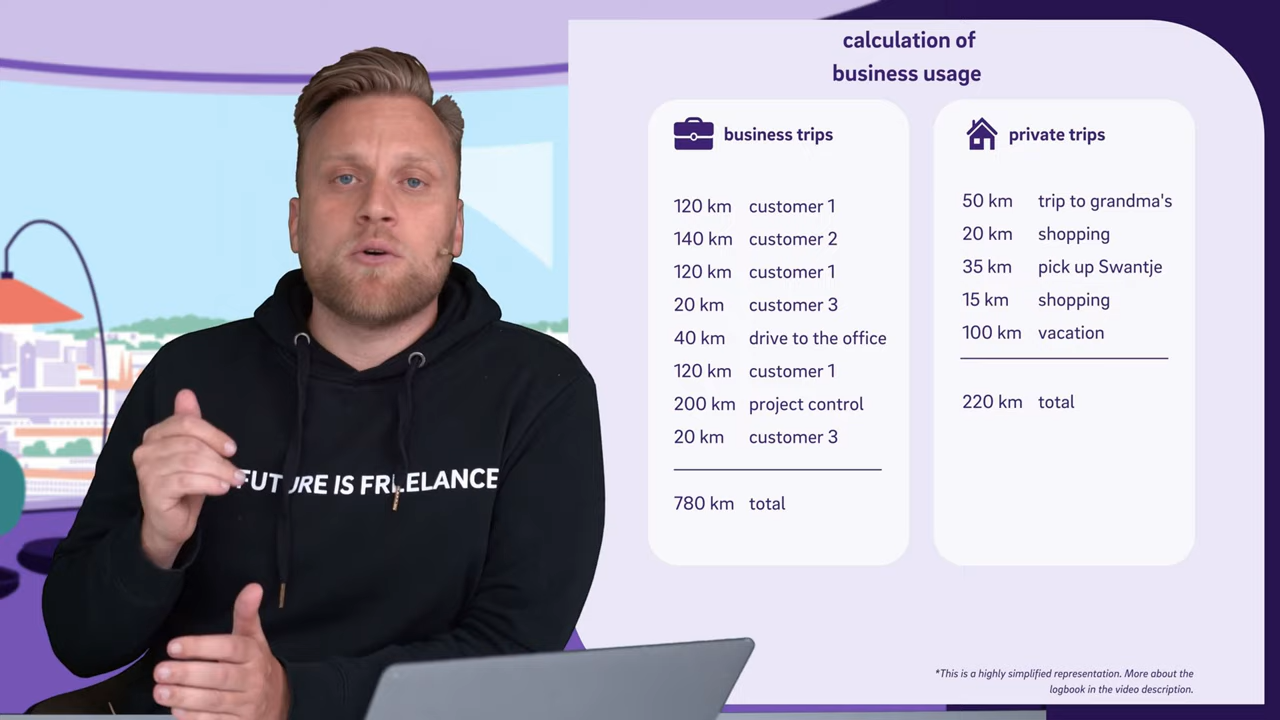 calculation of
business usage
business trips
120 km customer 1
140 km customer 2
120 km customer 1
20 km customer 3
40 km drive to the office
120 km customer 1
200 km project control
20 km customer 3
780 km total
private trips
50 km trip to grandma's
20 km shopping
35 km pick up Swantje
15 km shopping
100 km vacation
220 km total
FUTURE IS FREELANCE
*This is a highly simplified representation. More about the
logbook in the video description.